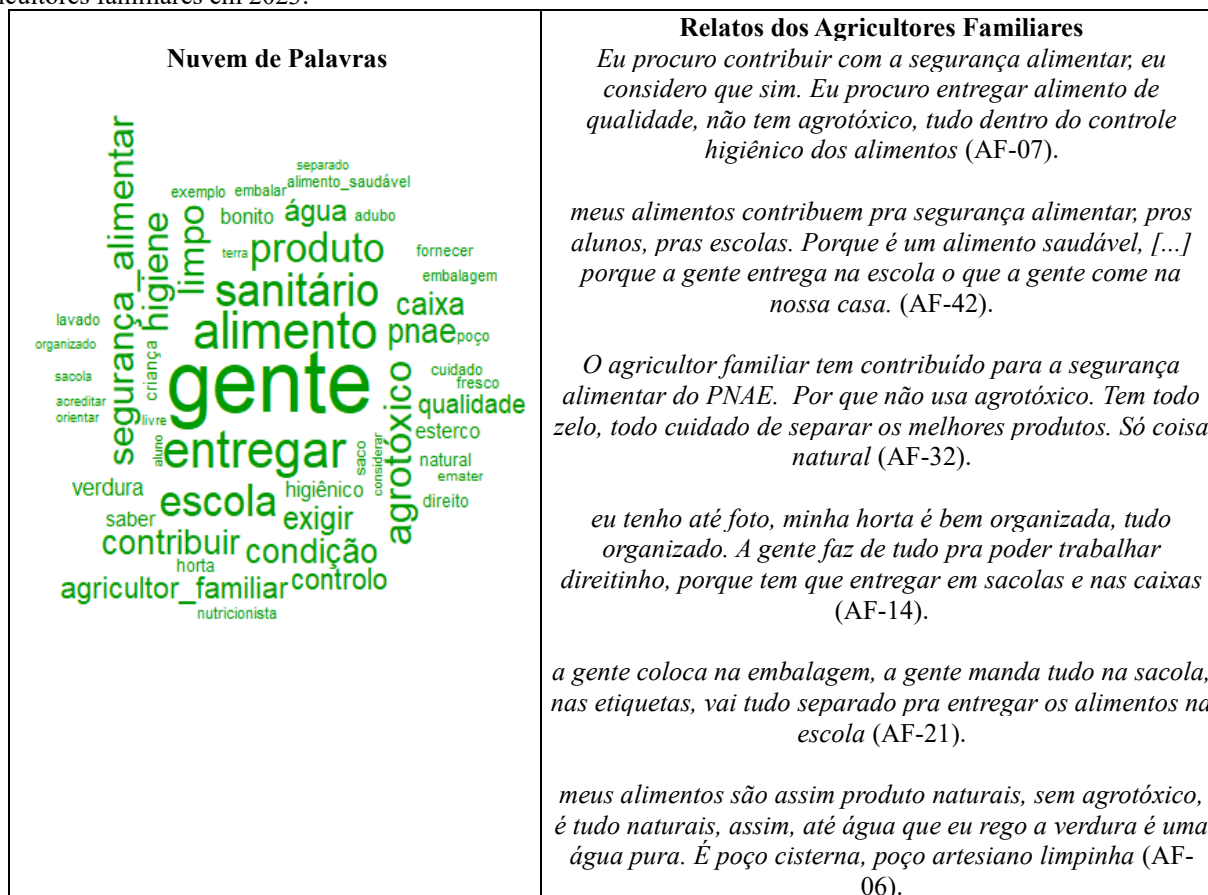 cultores familiares em 2023.
Nuvem de Palavras
segurança_alimentar
higiene
limpo
separado
alimento_saudável
exemplo
embalar
bonito
água
adubo
terra
produto
fornecer
embalagem
sanitário
caixa
lavado
organizado
alimento
pnae
poço
criança
sacola
acreditar
orientar
gente
agrotóxico
cuidado
fresco
qualidade
livre
aluno
entregar
saco
considerar
esterco
natural
emater
verdura
escola
higiênico
direito
saber
exigir
contribuir
condição
horta
agricultor_familiar
controlo
nutricionista
Relatos dos Agricultores Familiares
Eu procuro contribuir com a segurança alimentar, eu
considero que sim. Eu procuro entregar alimento de
qualidade, não tem agrotóxico, tudo dentro do controle
higiênico dos alimentos (AF-07).
meus alimentos contribuem pra segurança alimentar, pros
alunos, pras escolas. Porque é um alimento saudável, [...]
porque a gente entrega na escola o que a gente come na
nossa casa. (AF-42).
O agricultor familiar tem contribuído para a segurança
alimentar do PNAE. Por que não usa agrotóxico. Tem todo
zelo, todo cuidado de separar os melhores produtos. Só coisa
natural (AF-32).
eu tenho até foto, minha horta é bem organizada, tudo
organizado. A gente faz de tudo pra poder trabalhar
direitinho, porque tem que entregar em sacolas e nas caixas
(AF-14).
a gente coloca na embalagem, a gente manda tudo na sacola,
nas etiquetas, vai tudo separado pra entregar os alimentos na
escola (AF-21).
meus alimentos são assim produto naturais, sem agrotóxico,
é tudo naturais, assim, até água que eu rego a verdura é uma
água pura. É poço cisterna, poço artesiano limpinha (AF-
06).